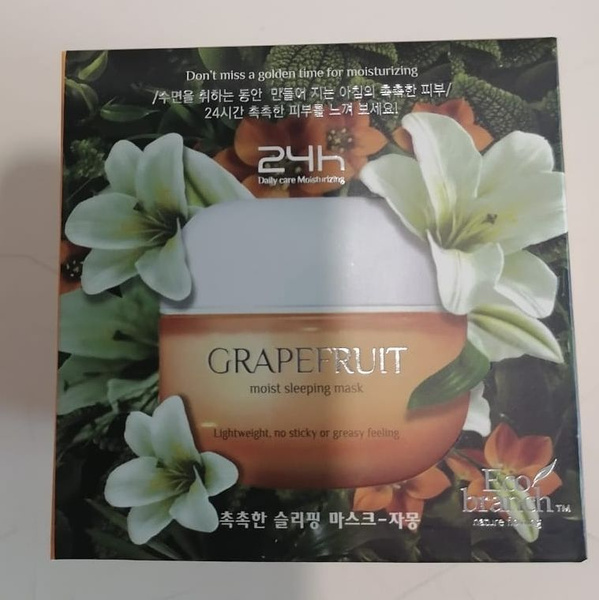 Don't miss a golden time for moisturizing
/수면을 취하는 동안 만들어 지는 아침의 촉촉한 피부/
24시간 촉촉한 피부를 느껴 보세요!
24h
Daily care Moisturizing
GRAPEFRUIT
moist sleeping mask
Lightweight, no sticky or greasy feeling
Eco
branch™
nature
촉촉한 슬리핑 마스크-자몽